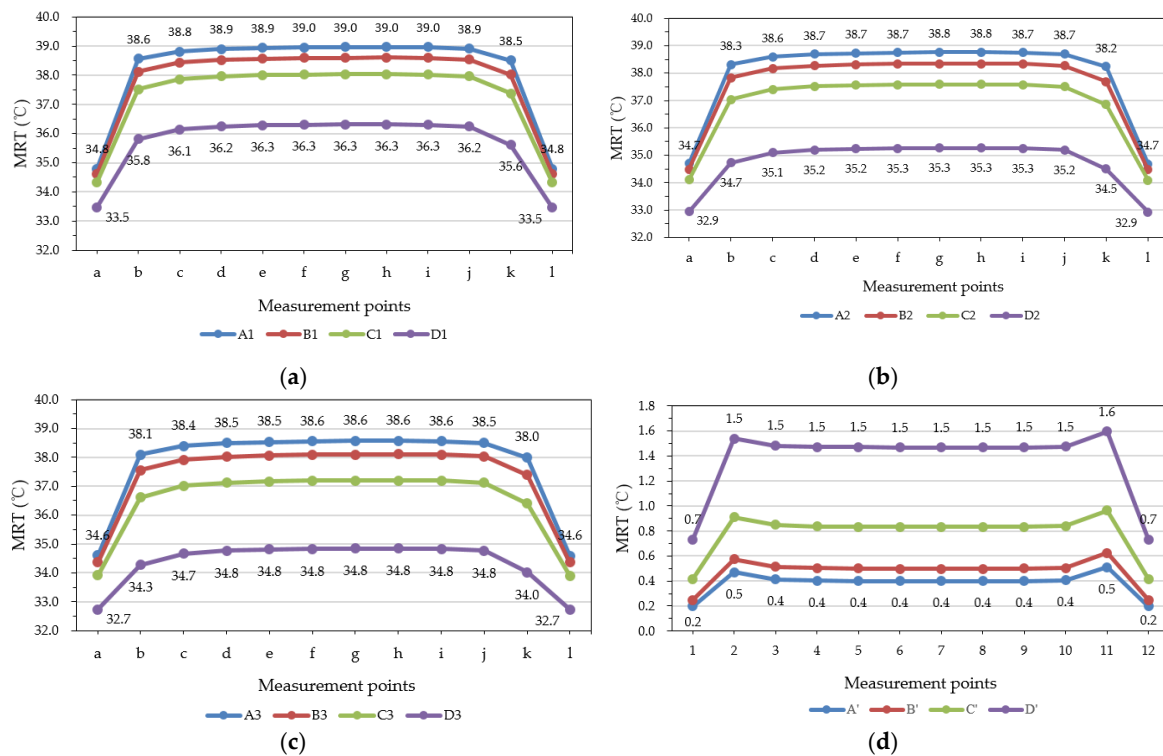 40.0
39.0
38.0
37.0
36.0
35.0
34.0
33.0
32.0
MRT (℃)
38.6 38.8 38.9 38.9 39.0 39.0 39.0 39.0 38.9 38.5
34.8 34.8
35.8 36.1 36.2 36.3 36.3 36.3 36.3 36.3 36.2 35.6
33.5 33.5
a b c d e f g h i j k l
Measurement points
A1 B1 C1 D1
(a)
40.0
39.0
38.0
37.0
36.0
35.0
34.0
33.0
32.0
MRT (℃)
38.3 38.6 38.7 38.7 38.7 38.8 38.8 38.7 38.7 38.2
34.7 34.7
34.7 35.1 35.2 35.2 35.3 35.3 35.3 35.3 35.2 34.5
32.9 32.9
a b c d e f g h i j k l
Measurement points
A2 B2 C2 D2
(b)
40.0
39.0
38.0
37.0
36.0
35.0
34.0
33.0
32.0
MRT (℃)
38.1 38.4 38.5 38.5 38.6 38.6 38.6 38.6 38.5 38.0
34.6 34.6
34.3 34.7 34.8 34.8 34.8 34.8 34.8 34.8 34.8 34.0
32.7 32.7
a b c d e f g h i j k l
Measurement points
A3 B3 C3 D3
(c)
1.8
1.6
1.4
1.2
1.0
0.8
0.6
0.4
0.2
0.0
MRT (℃)
1.5 1.5 1.5 1.5 1.5 1.5 1.5 1.5 1.5 1.6
0.7 0.7
0.5 0.4 0.4 0.4 0.4 0.4 0.4 0.4 0.4 0.5
0.2 0.2
1 2 3 4 5 6 7 8 9 10 11 12
Measurement points
A' B' C' D'
(d)